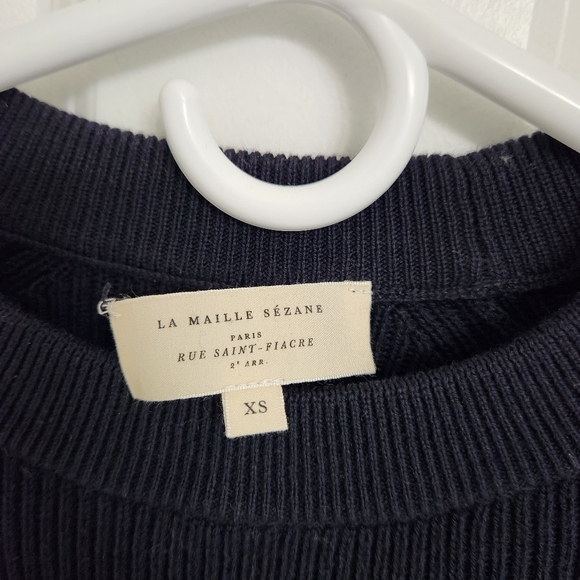 LA MAILLE SÉZANE
PARIS
RUE SAINT-FIACRE
2ᵉ ARR.
XS